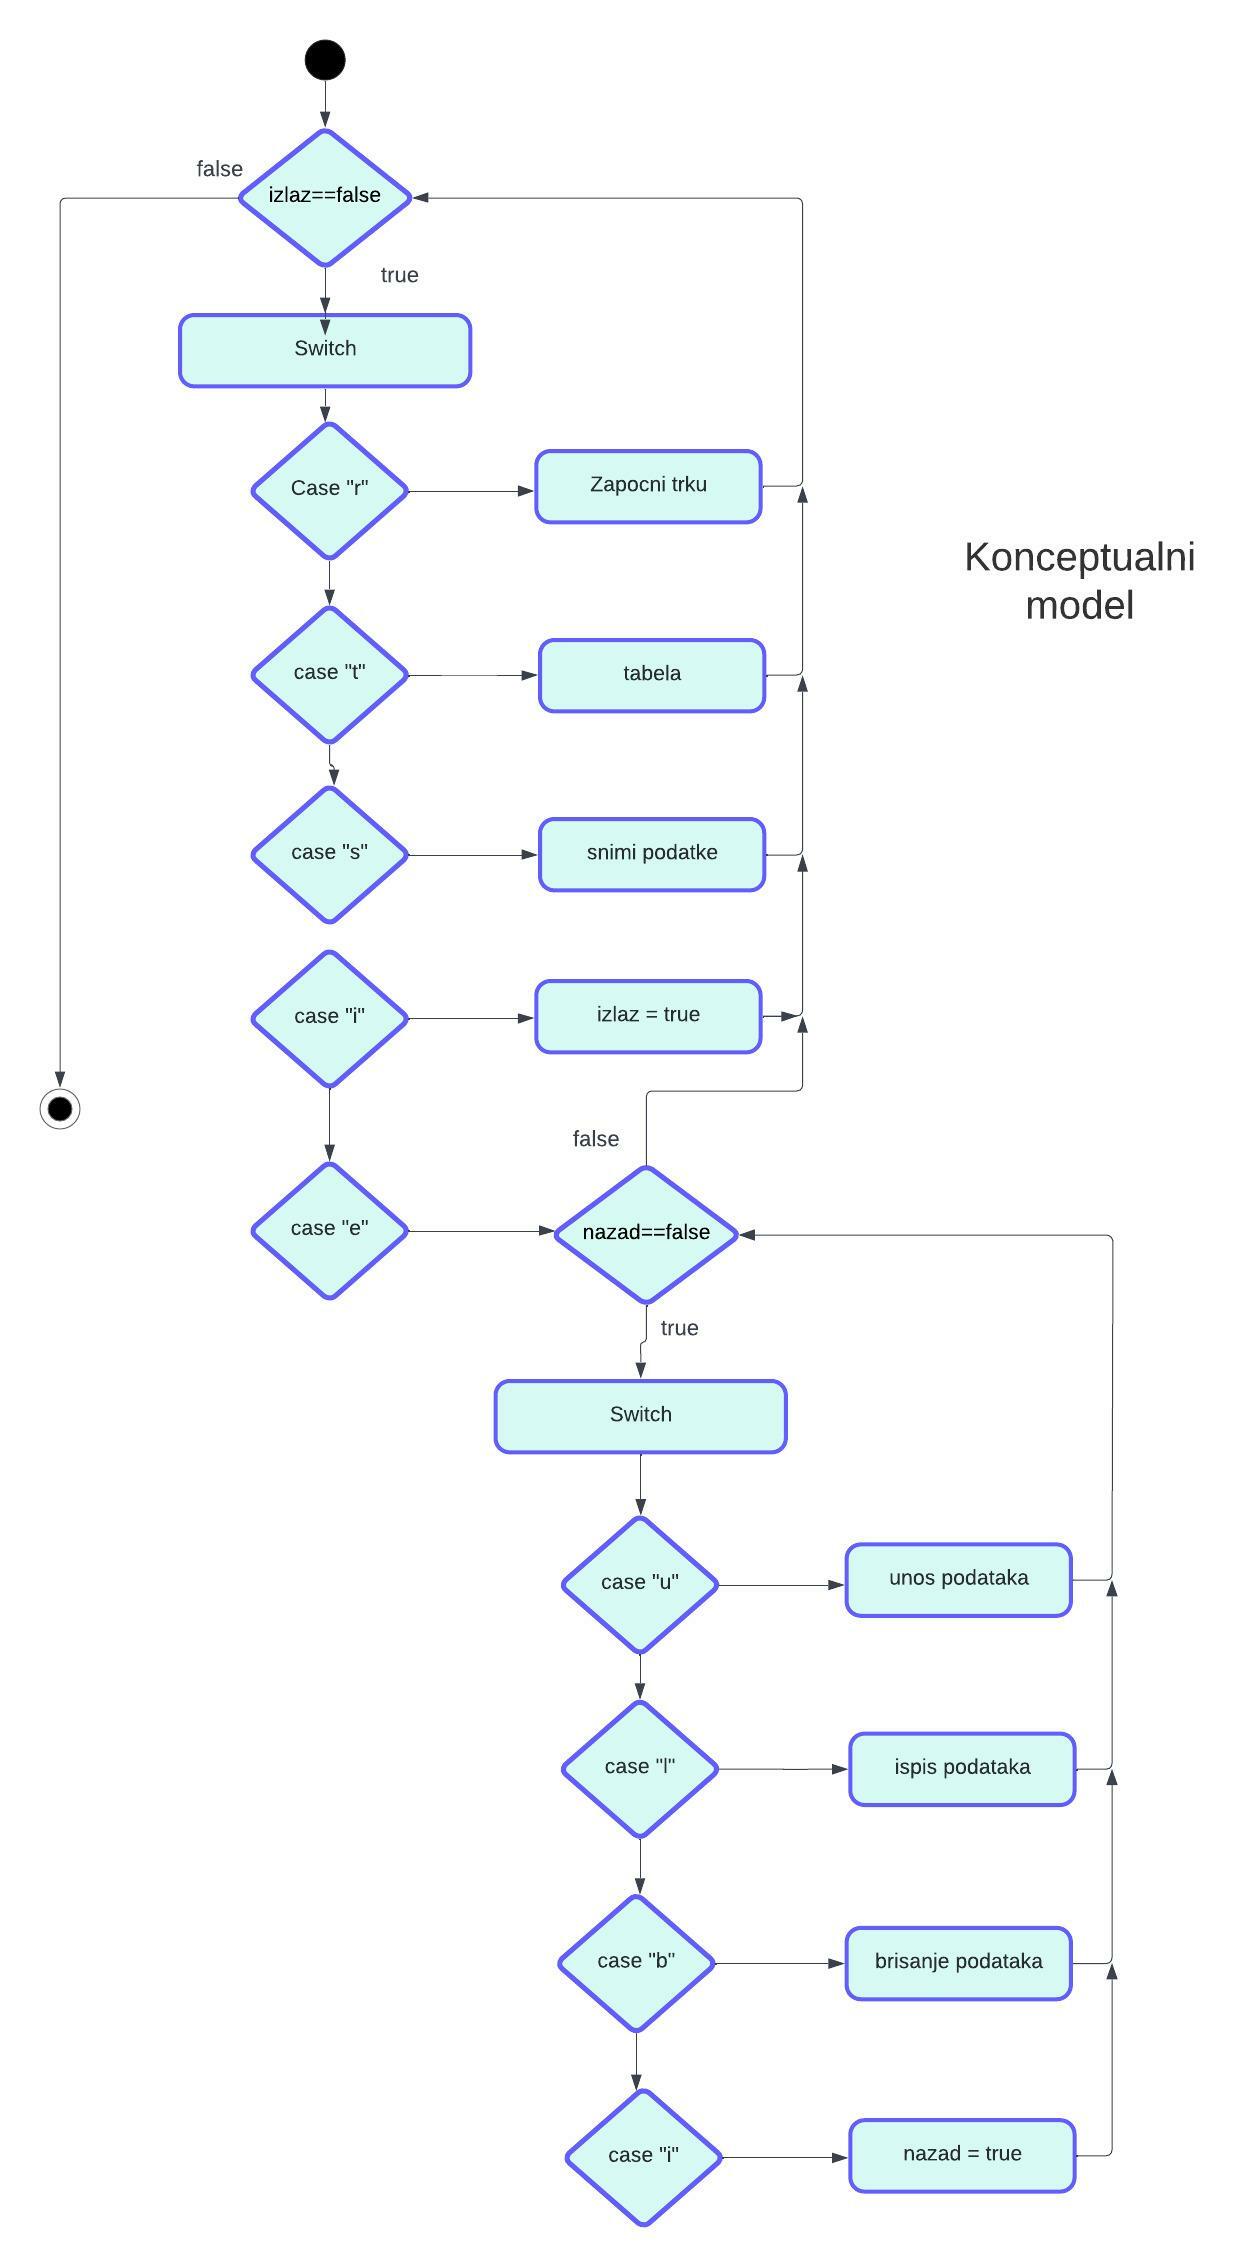 false
izlaz==false
true
Switch
Case "r"
Zapocni trku
Konceptualni
model
case "t"
tabela
case "s"
snimi podatke
case "i"
izlaz = true
false
case "e"
nazad==false
true
Switch
case "u"
unos podataka
case "l"
ispis podataka
case "b"
brisanje podataka
case "i"
nazad = true